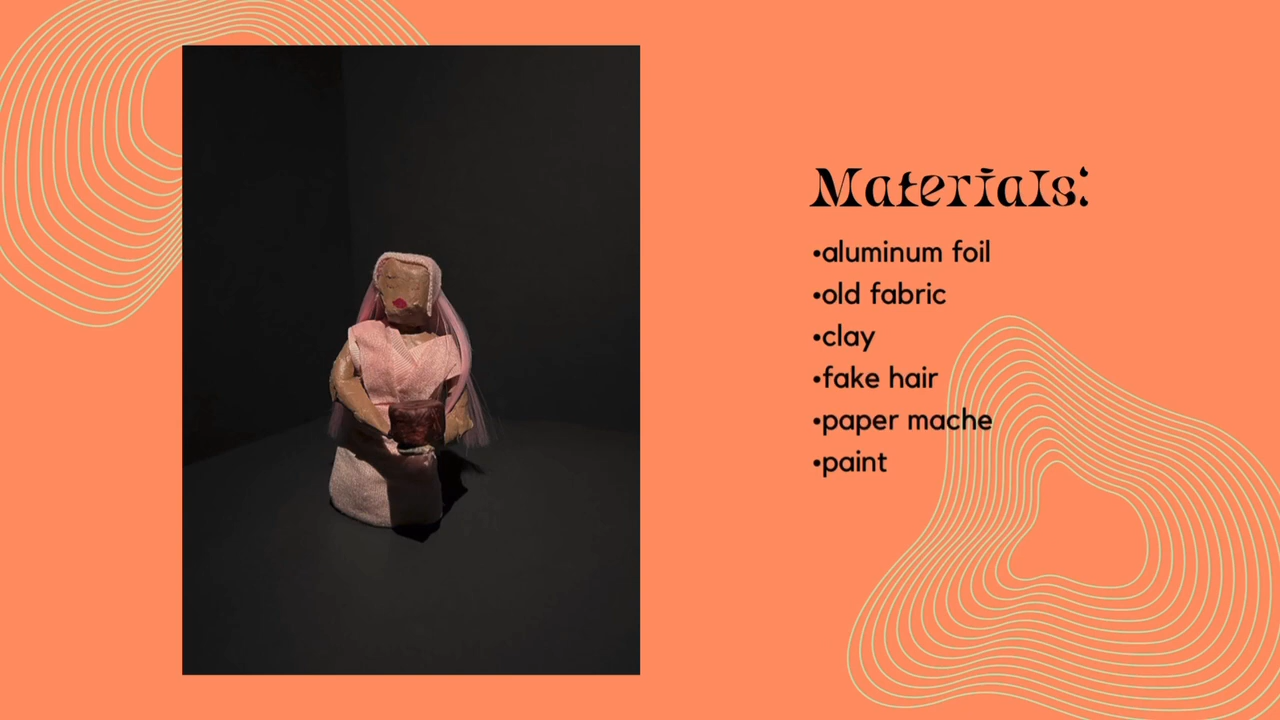 Materials:
•aluminum foil
•old fabric
•clay
•fake hair
•paper mache
•paint